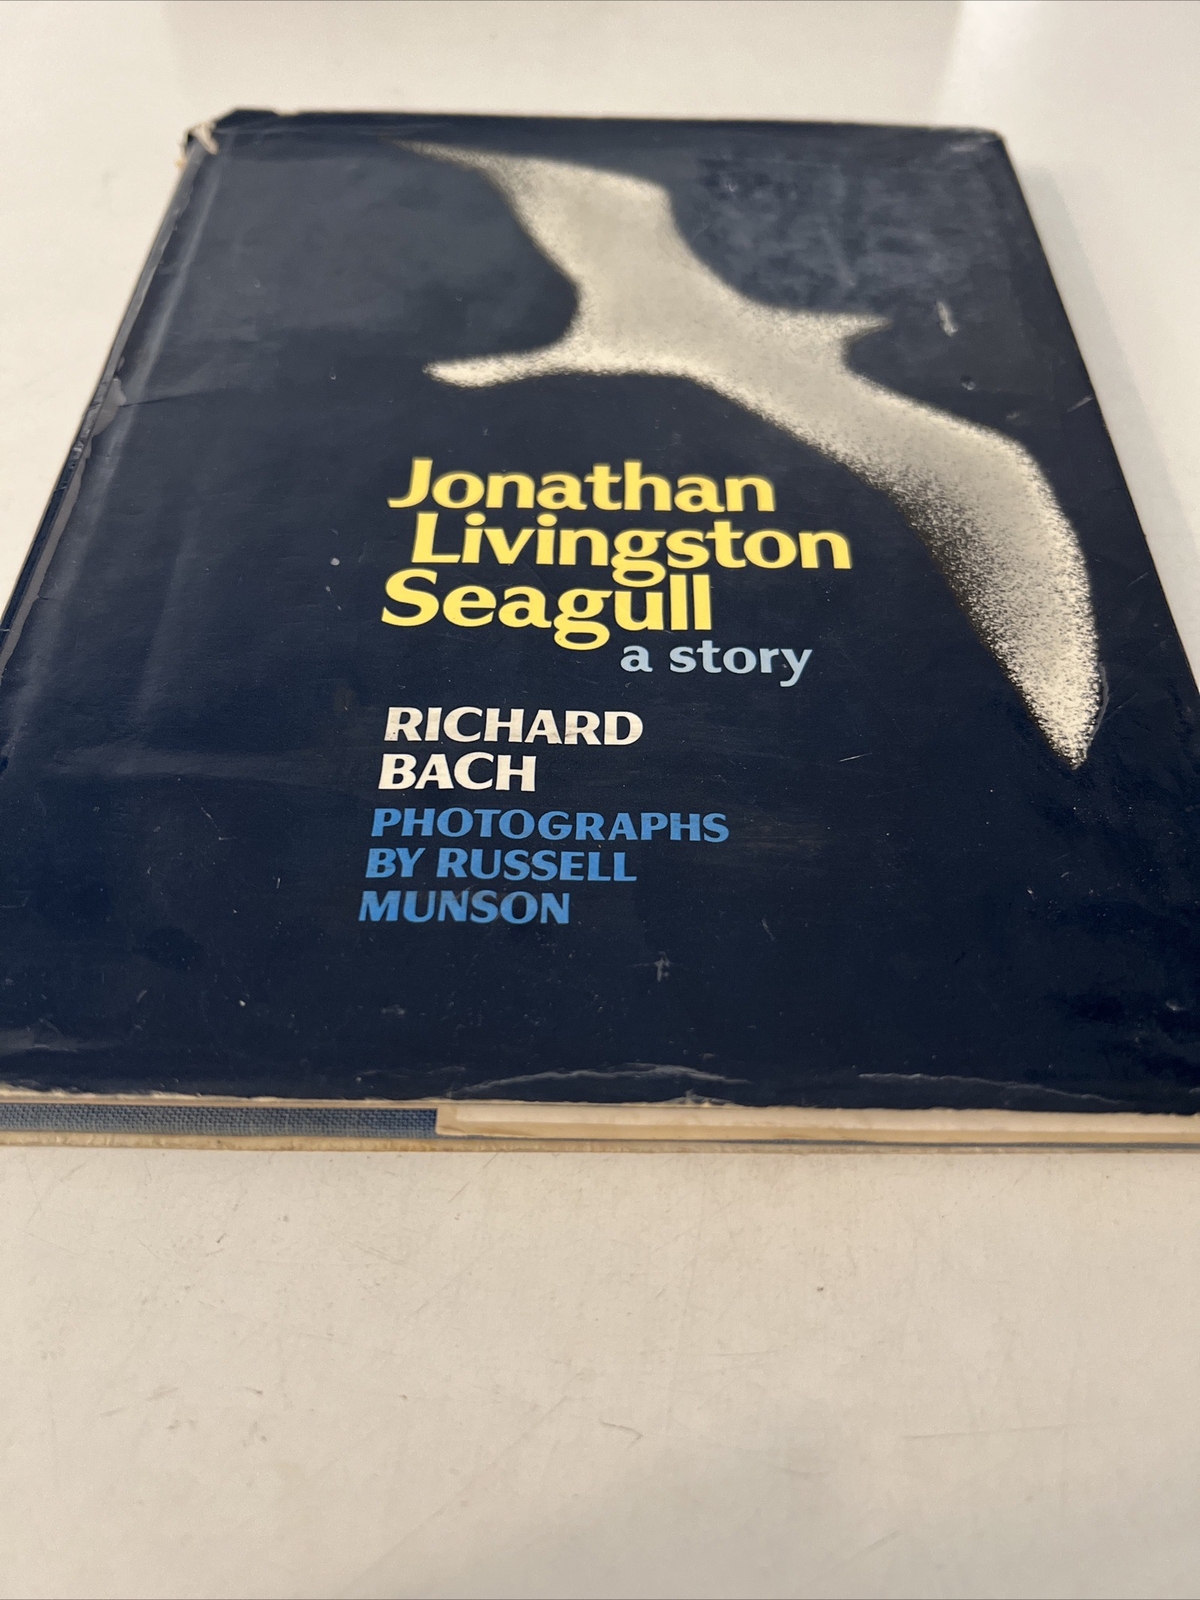 Jonathan
Livingston
Seagull
a story
RICHARD
BACH
PHOTOGRAPHS
BY RUSSELL
MUNSON